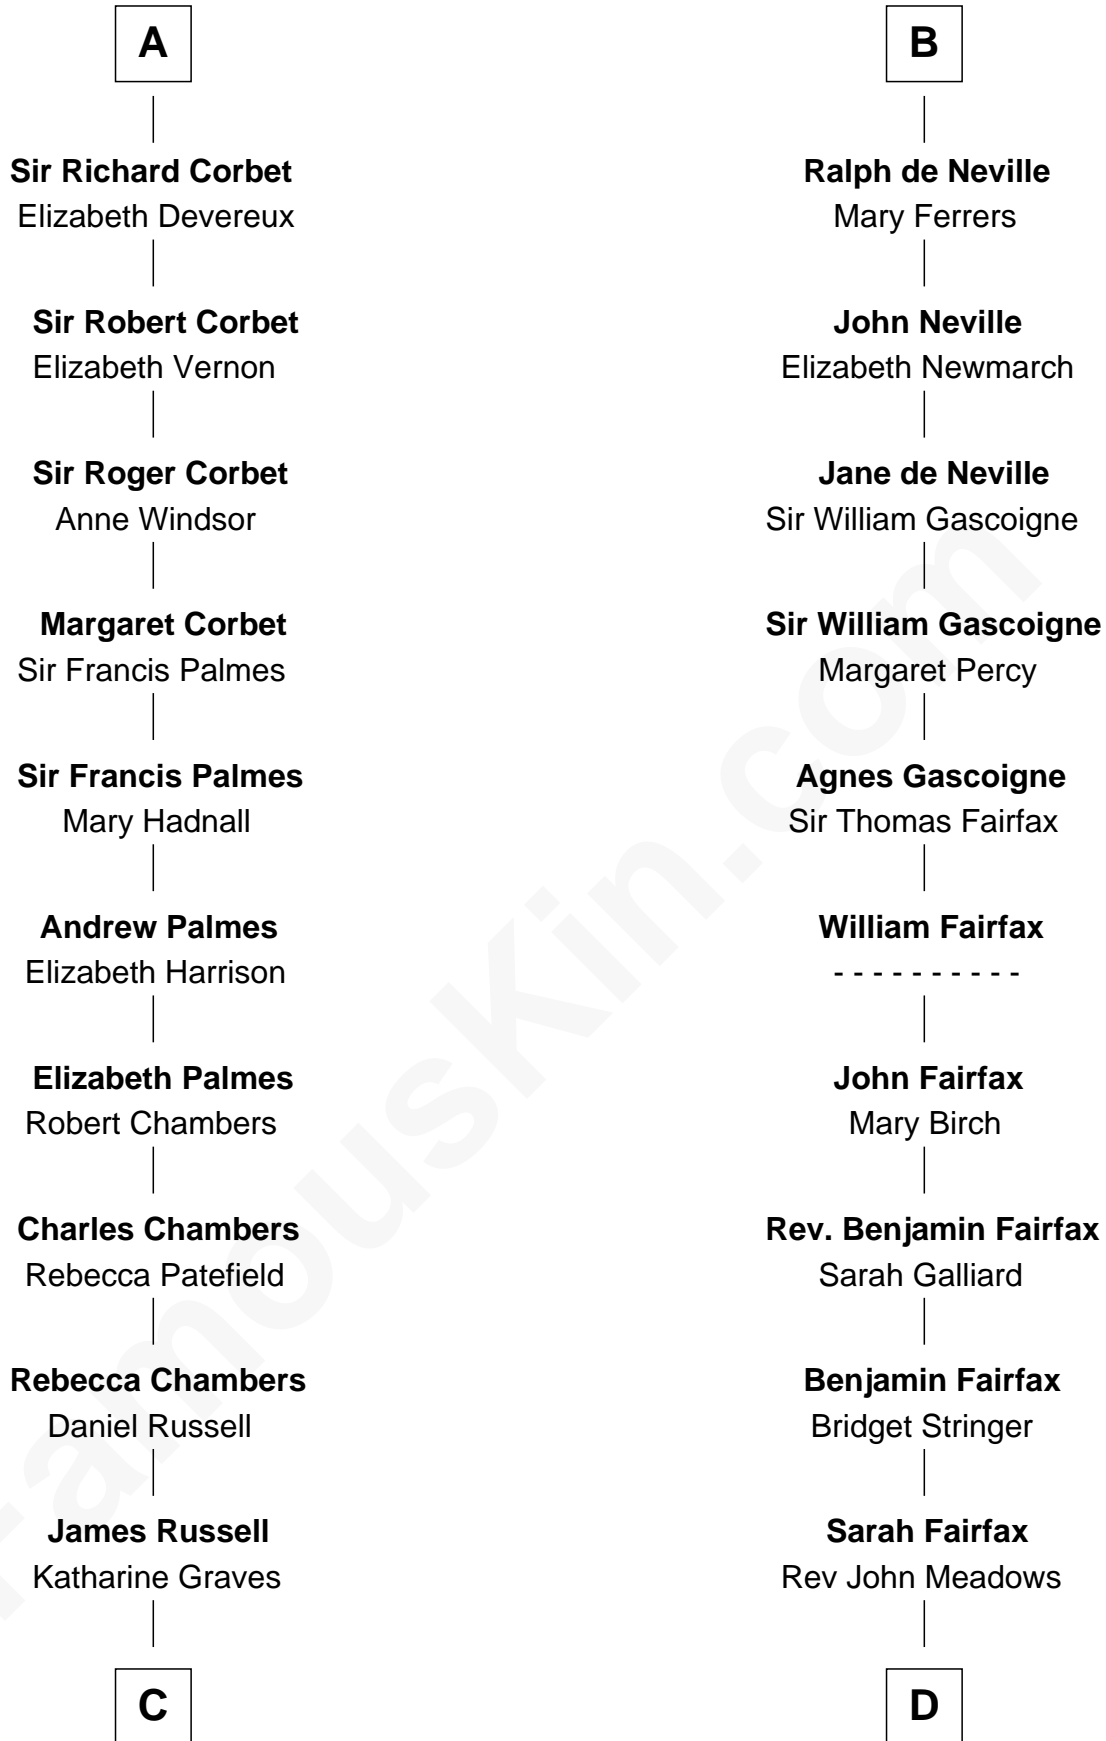 A
Sir Richard Corbet
Elizabeth Devereux
Sir Robert Corbet
Elizabeth Vernon
Sir Roger Corbet
Anne Windsor
Margaret Corbet
Sir Francis Palmes
Sir Francis Palmes
Mary Hadnall
Andrew Palmes
Elizabeth Harrison
Elizabeth Palmes
Robert Chambers
Charles Chambers
Rebecca Patefield
Rebecca Chambers
Daniel Russell
James Russell
Katharine Graves
C
B
Ralph de Neville
Mary Ferrers
John Neville
Elizabeth Newmarch
Jane de Neville
Sir William Gascoigne
Sir William Gascoigne
Margaret Percy
Agnes Gascoigne
Sir Thomas Fairfax
William Fairfax
- - - - - - - - - -
John Fairfax
Mary Birch
Rev. Benjamin Fairfax
Sarah Galliard
Benjamin Fairfax
Bridget Stringer
Sarah Fairfax
Rev John Meadows
D
FamousKin.com